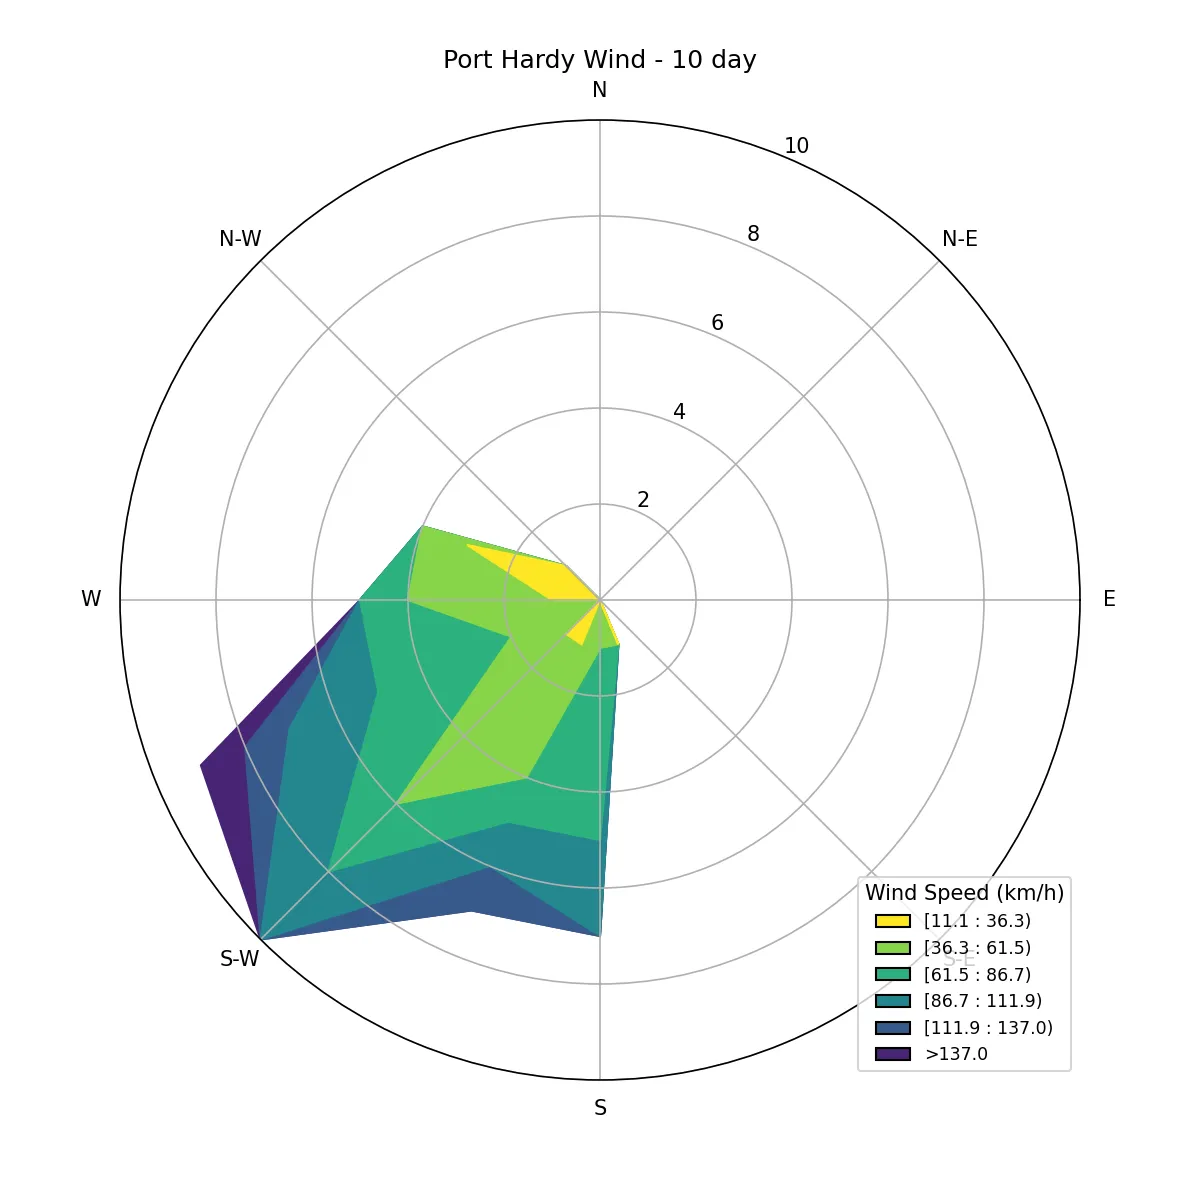 Port Hardy Wind - 10 day
N
10
N-W
N-E
8
6
4
2
W
E
Wind Speed (km/h)
[11.1 : 36.3)
[36.3 : 61.5)
S-W
S-E
[61.5 : 86.7)
[86.7 : 111.9)
[111.9 : 137.0)
>137.0
S